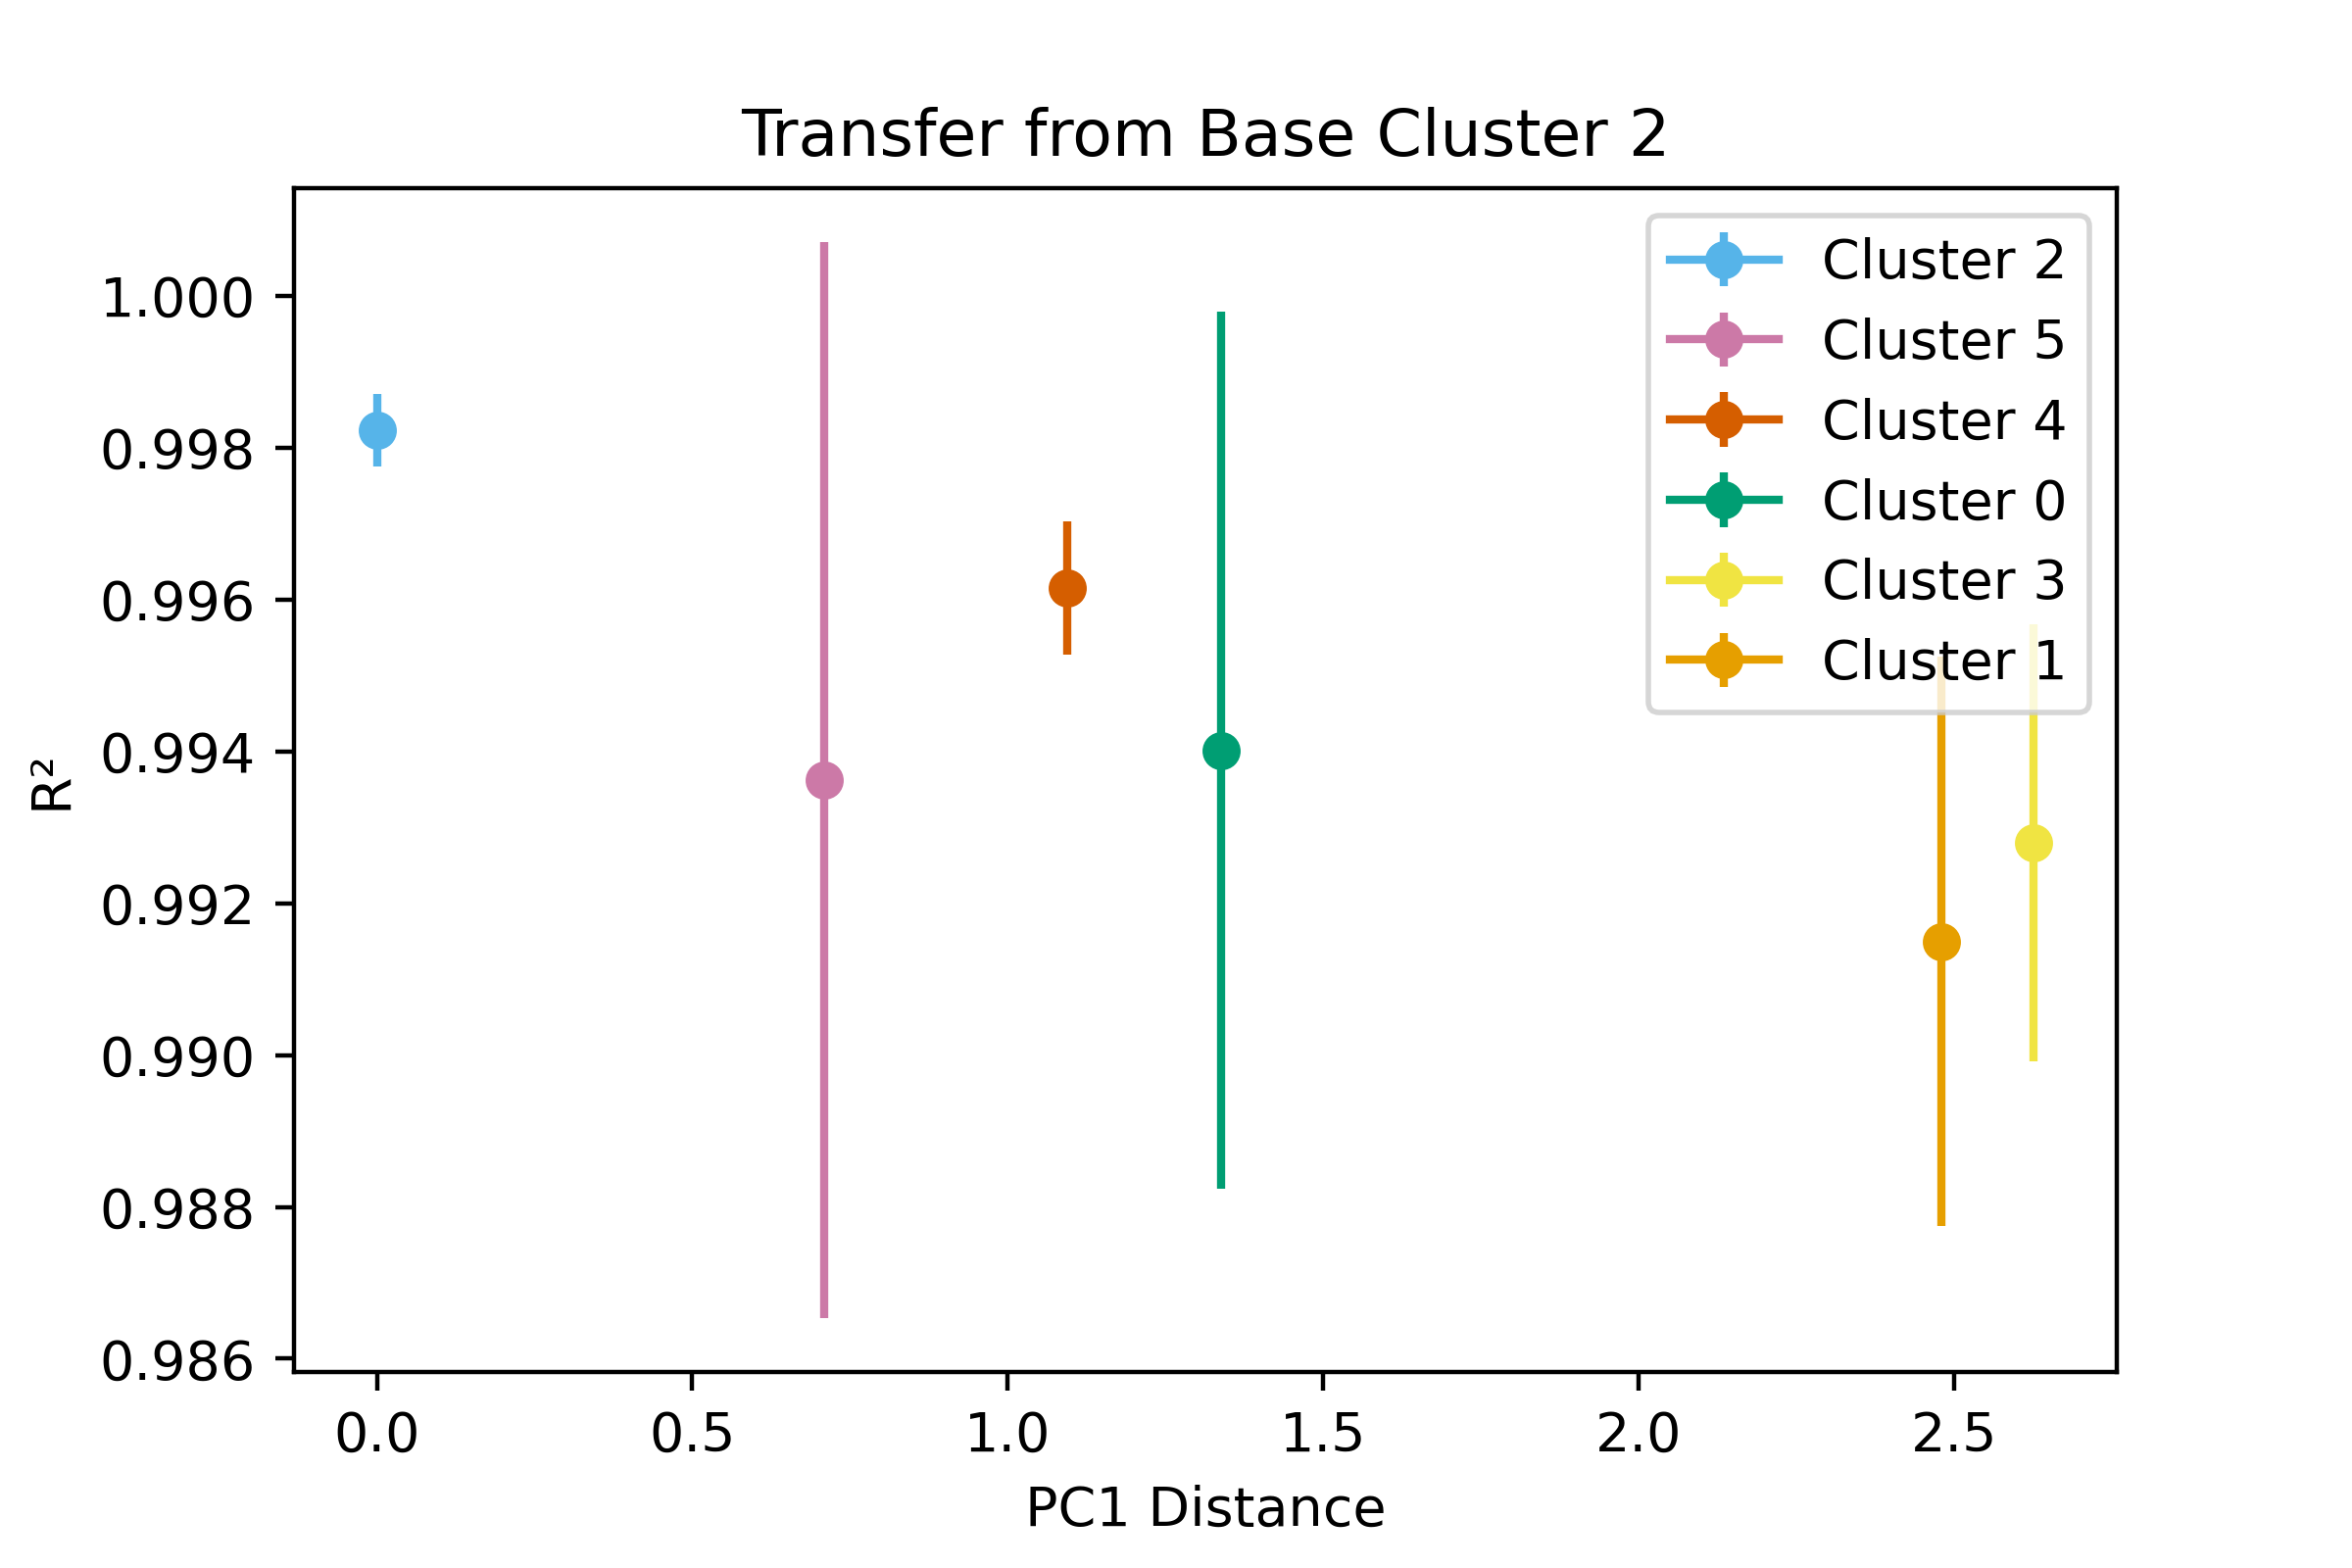 Transfer from Base Cluster 2
1.000
0.998
0.996
0.994
0.992
0.990
0.988
0.986
R²
Cluster 2
Cluster 5
Cluster 4
Cluster 0
Cluster 3
Cluster 1
0.0 0.5 1.0 1.5 2.0 2.5
PC1 Distance